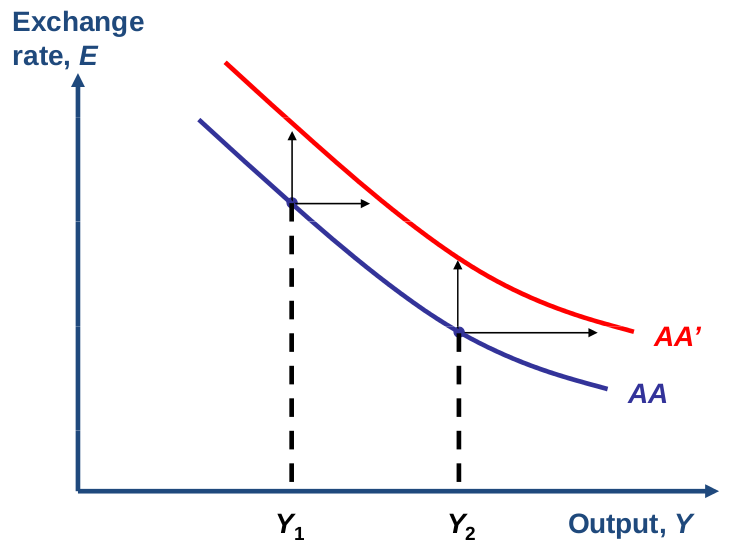 Exchange
rate, E
AA’
AA
Y1
Y2
Output, Y